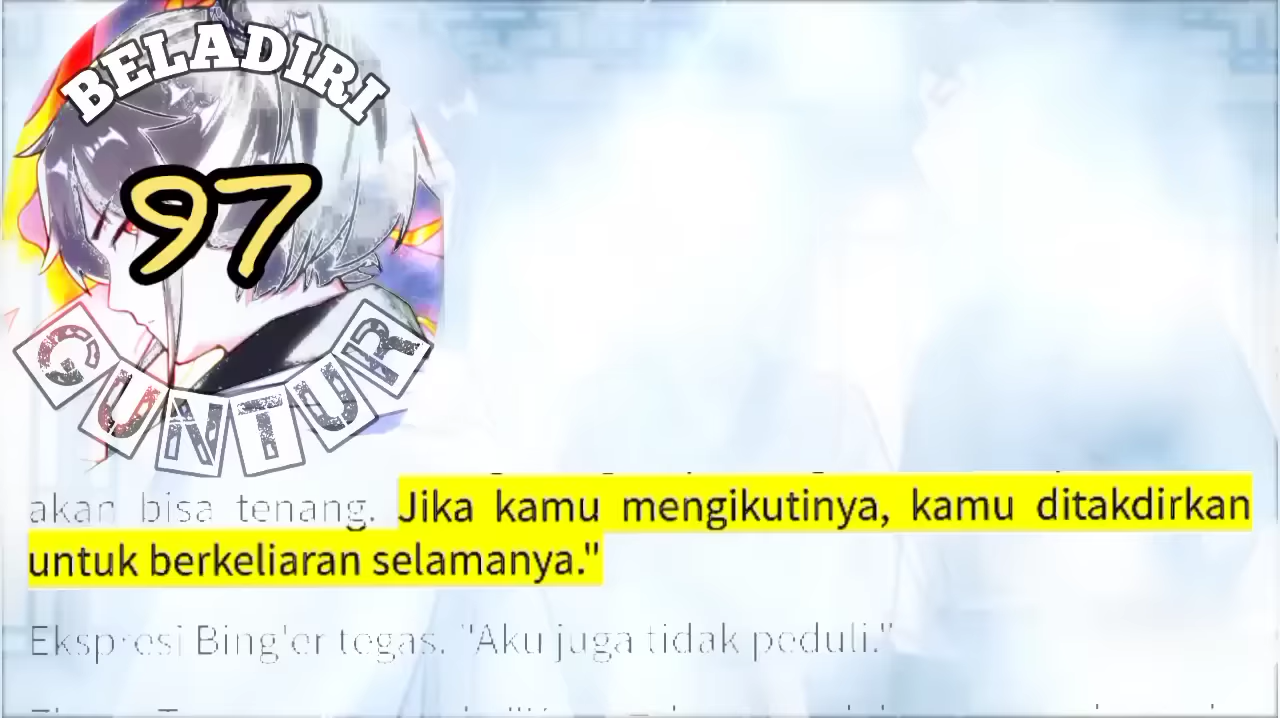 BELADIRI
97
GUNTUR
akan bisa tenang. Jika kamu mengikutinya, kamu ditakdirkan
untuk berkeliaran selamanya."
Ekspresi Bing'er tegas. "Aku juga tidak peduli."